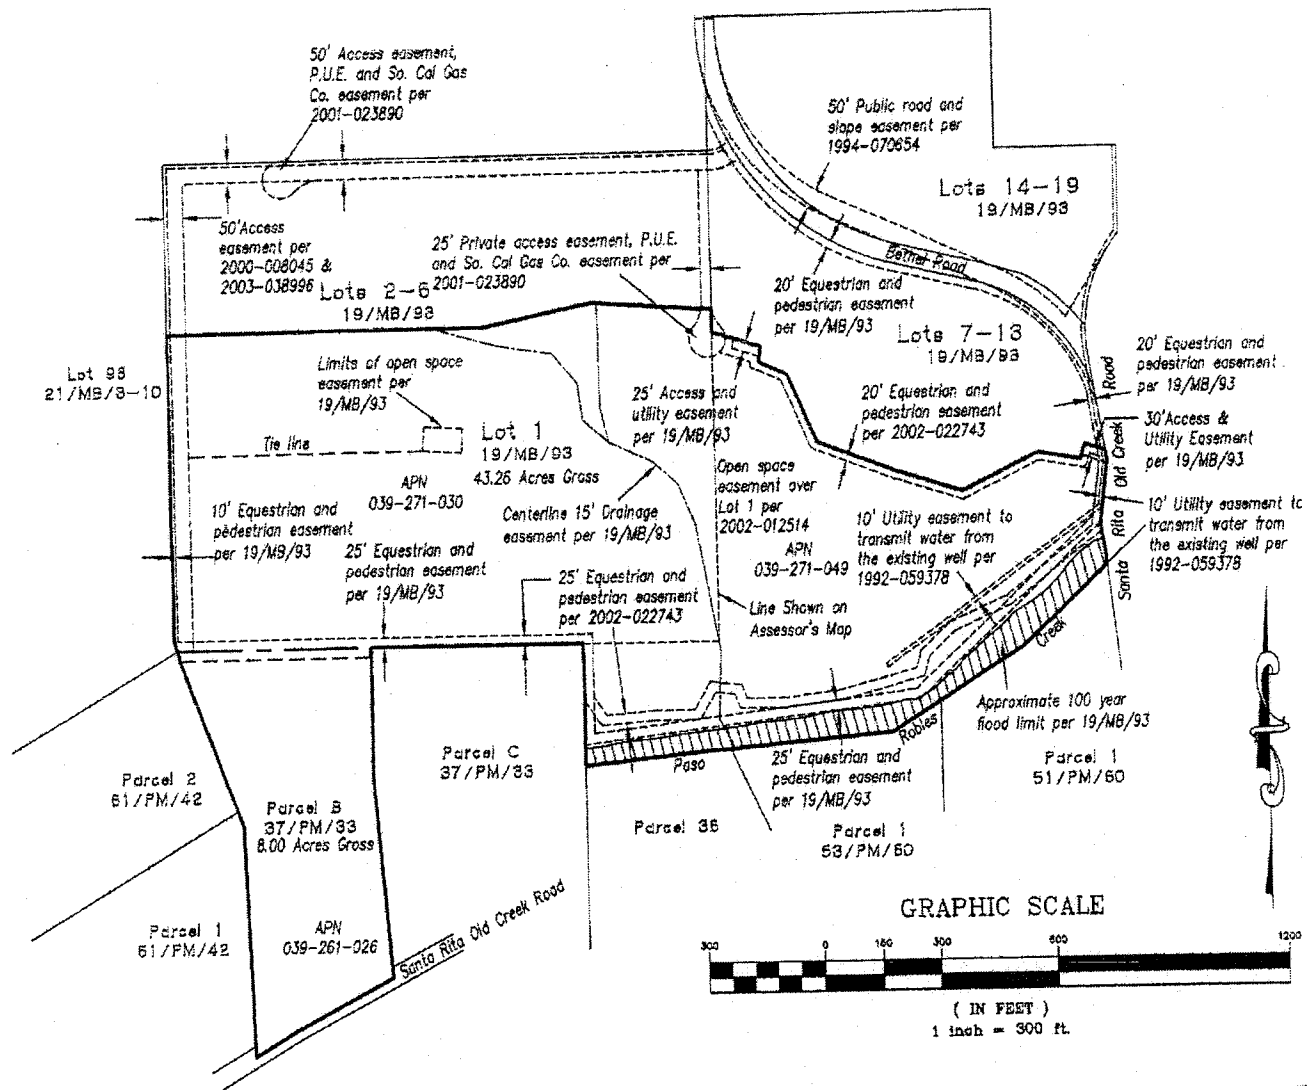 50' Access easement,
P.U.E. and So. Cal Gas
Co. easement per
2001-023890
50' Public road and
slope easement per
1994-070654
Lots 14-19
19/MB/93
50'Access
easement per
2000-008045 &
2003-038996
25' Private access easement, P.U.E.
and So. Cal Gas Co. easement per
2001-023890
Bethel Road
20' Equestrian and
pedestrian easement
per 19/MB/93
Lots 2-6
19/MB/93
Lots 7-13
19/MB/93
Lot 98
21/MB/8-10
Limits of open space
easement per
19/MB/93
20' Equestrian and
pedestrian easement
per 19/MB/93
25' Access and
utility easement
per 19/MB/93
20' Equestrian and
pedestrian easement
per 2002-022743
30'Access &
Utility Easement
per 19/MB/93
Santa Rita Old Creek Road
Tie line
Lot 1
19/MB/93
43.26 Acres Gross
APN
039-271-030
Open space
easement over
Lot 1 per
2002-012514
APN
039-271-049
10' Equestrian and
pedestrian easement
per 19/MB/93
Centerline 15' Drainage
easement per 19/MB/93
10' Utility easement to
transmit water from
the existing well per
1992-059378
10' Utility easement to
transmit water from
the existing well per
1992-059378
25' Equestrian and
pedestrian easement
per 19/MB/93
25' Equestrian and
pedestrian easement
per 2002-022743
Line Shown on
Assessor's Map
Paso Robles Creek
Approximate 100 year
flood limit per 19/MB/93
25' Equestrian and
pedestrian easement
per 19/MB/93
Parcel C
37/PM/33
Parcel 2
61/PM/42
Parcel B
37/PM/33
8.00 Acres Gross
Parcel 36
Parcel 1
53/PM/60
Parcel 1
51/PM/60
Parcel 1
61/PM/42
APN
039-261-026
Santa Rita Old Creek Road
GRAPHIC SCALE
300 0 150 300 600 1200
( IN FEET )
1 inch = 300 ft.